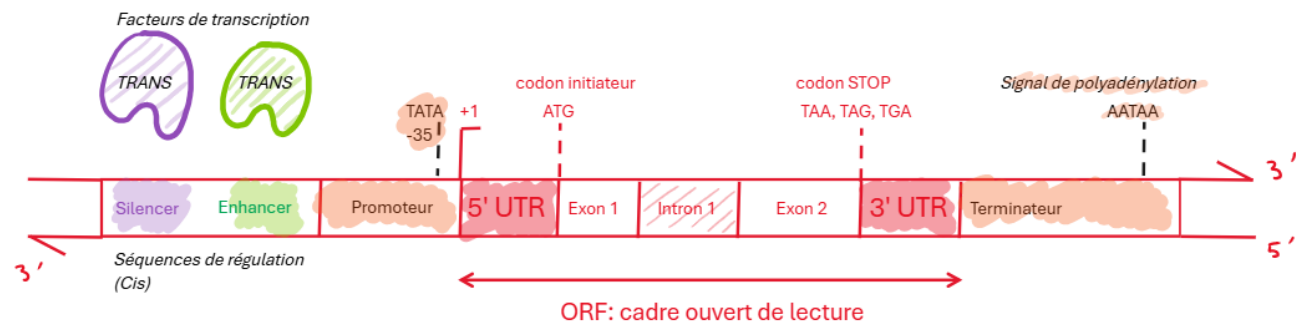 Facteurs de transcription
TRANS
TRANS
TATA
-35
+1
codon initiateur
ATG
codon STOP
TAA, TAG, TGA
Signal de polyadénylation
AATAA
3'
Silencer
Enhancer
Promoteur
5' UTR
Exon 1
Intron 1
Exon 2
3' UTR
Terminateur
3'
5'
Séquences de régulation
(Cis)
ORF: cadre ouvert de lecture